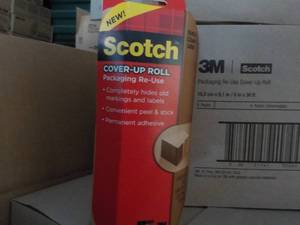 NEW!
Scotch
COVER-UP ROLL
Packaging Re-Use
• Completely hides old
markings and labels
• Convenient peel & stick
• Permanent adhesive
3M Scotch
Packaging Re-Use Cover-Up Roll